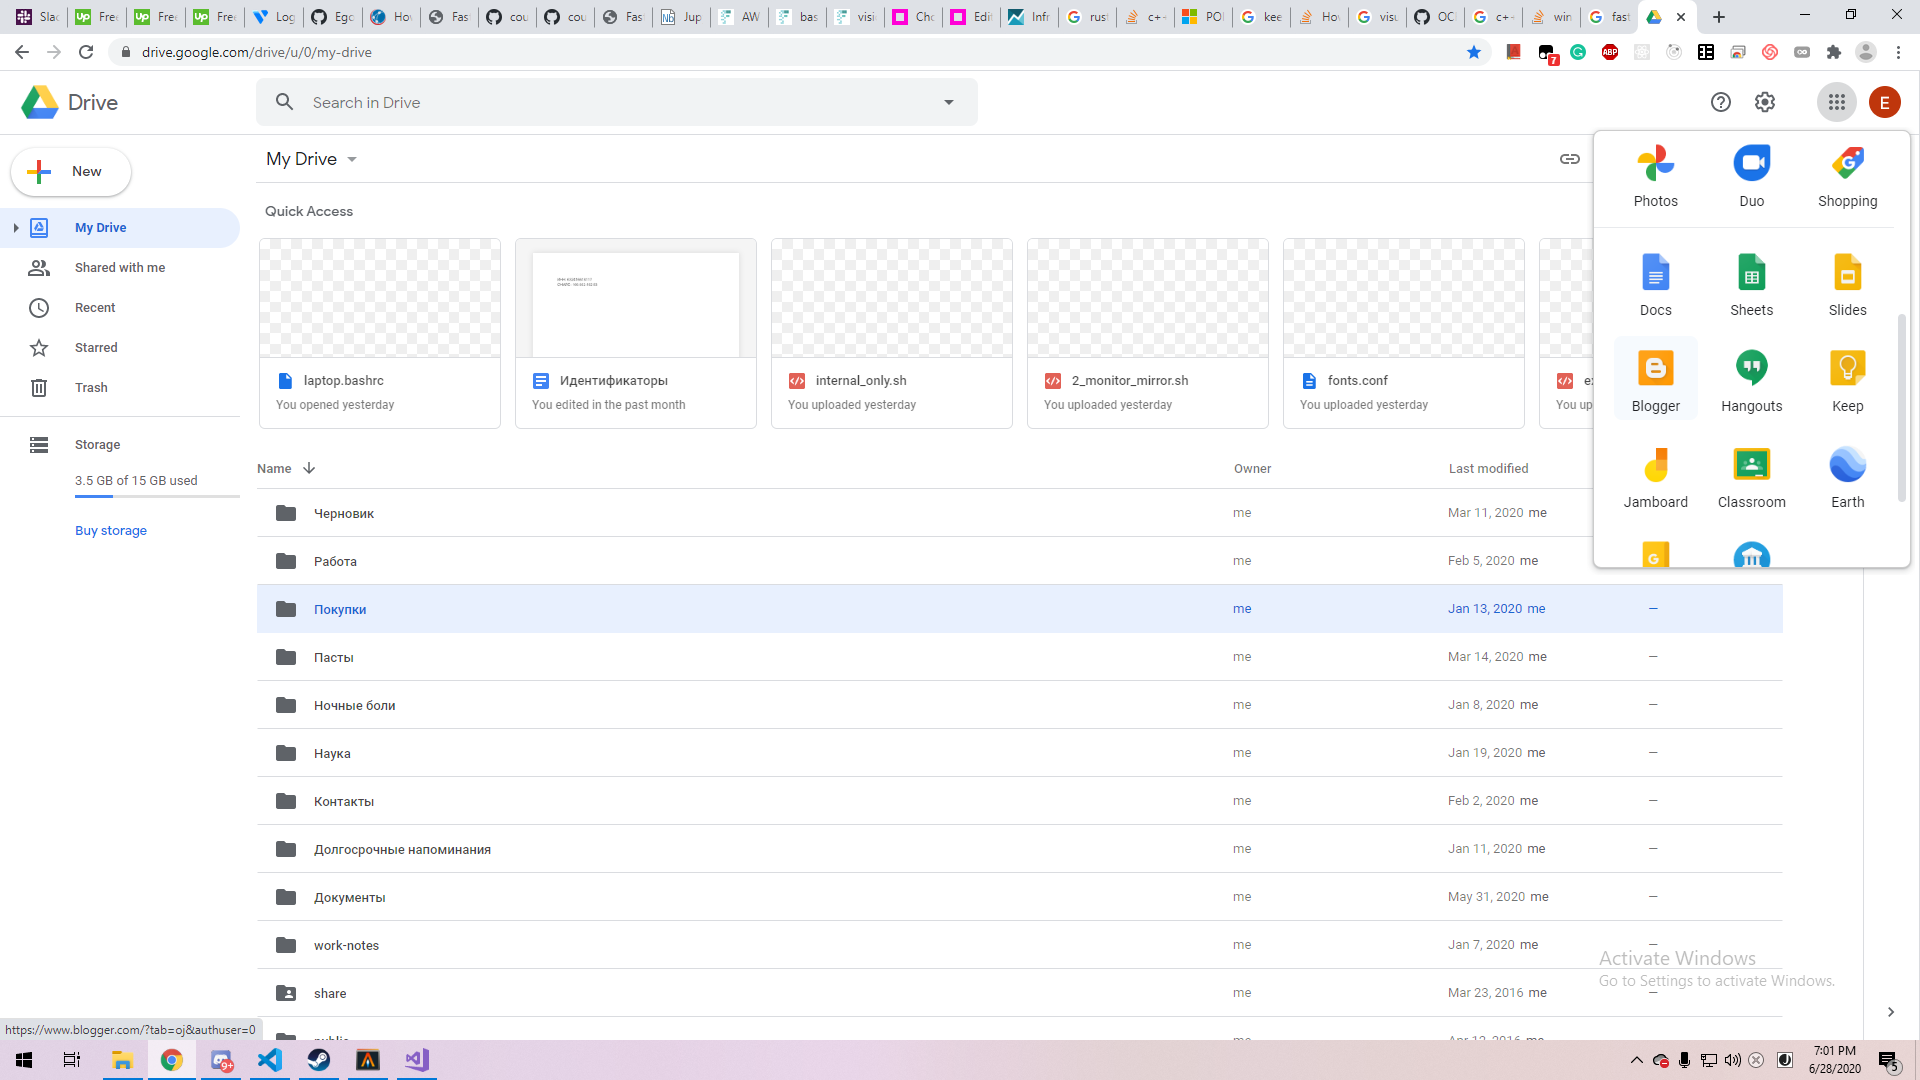 Slac
Free
Free
Free
Log
Ego
Hov
Fas
cou
cou
Fas
Jup
AW
bas
visi
Cho
Edit
Infr
rust
c++
PO
kee
Hov
visu
OC
c++
win
fast
drive.google.com/drive/u/0/my-drive
7
ABP
Drive
Search in Drive
E
New
My Drive
Shared with me
Recent
Starred
Trash
Storage
3.5 GB of 15 GB used
Buy storage
My Drive
Quick Access
laptop.bashrc
You opened yesterday
Идентификаторы
You edited in the past month
internal_only.sh
You uploaded yesterday
2_monitor_mirror.sh
You uploaded yesterday
fonts.conf
You uploaded yesterday
Name Owner Last modified
Черновик me Mar 11, 2020 me
Работа me Feb 5, 2020 me
Покупки me Jan 13, 2020 me —
Пасты me Mar 14, 2020 me —
Ночные боли me Jan 8, 2020 me —
Наука me Jan 19, 2020 me —
Контакты me Feb 2, 2020 me —
Долгосрочные напоминания me Jan 11, 2020 me —
Документы me May 31, 2020 me —
work-notes me Jan 7, 2020 me —
share me Mar 23, 2016 me —
Photos Duo Shopping
Docs Sheets Slides
Blogger Hangouts Keep
Jamboard Classroom Earth
Activate Windows
Go to Settings to activate Windows.
https://www.blogger.com/?tab=oj&authuser=0
9+
7:01 PM
6/28/2020
5